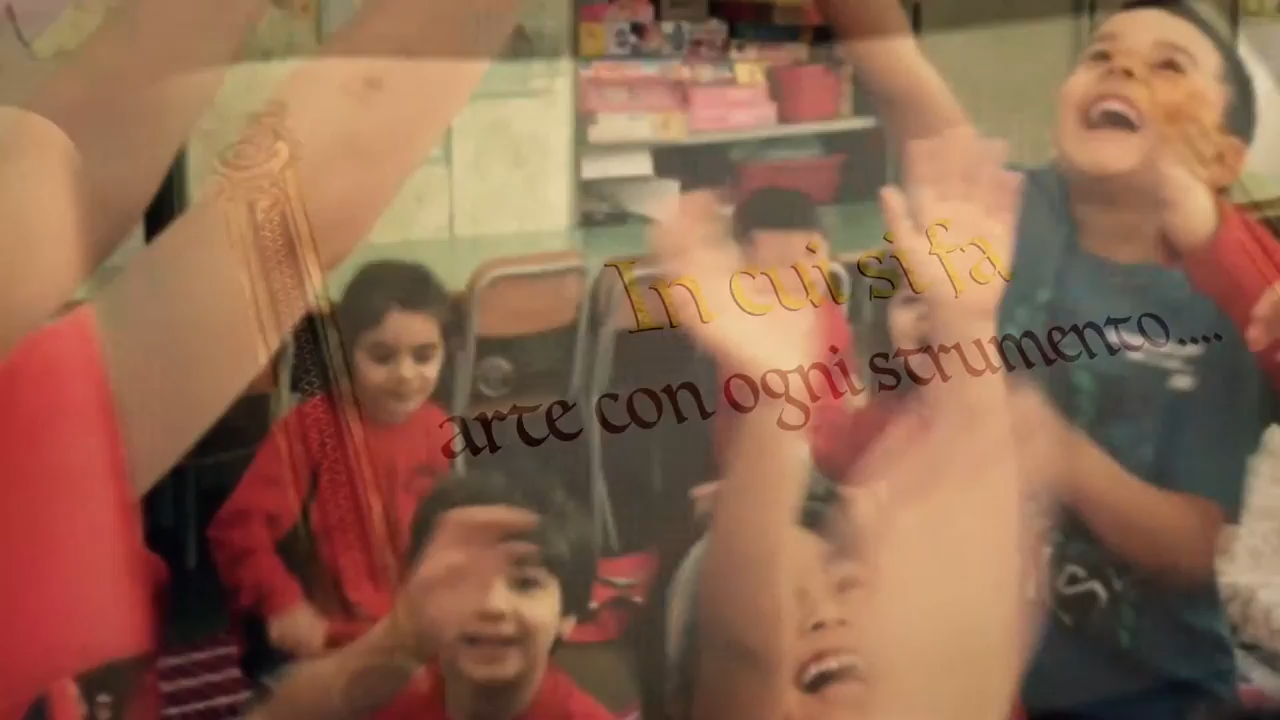 In cui si fa
arte con ogni strumento....